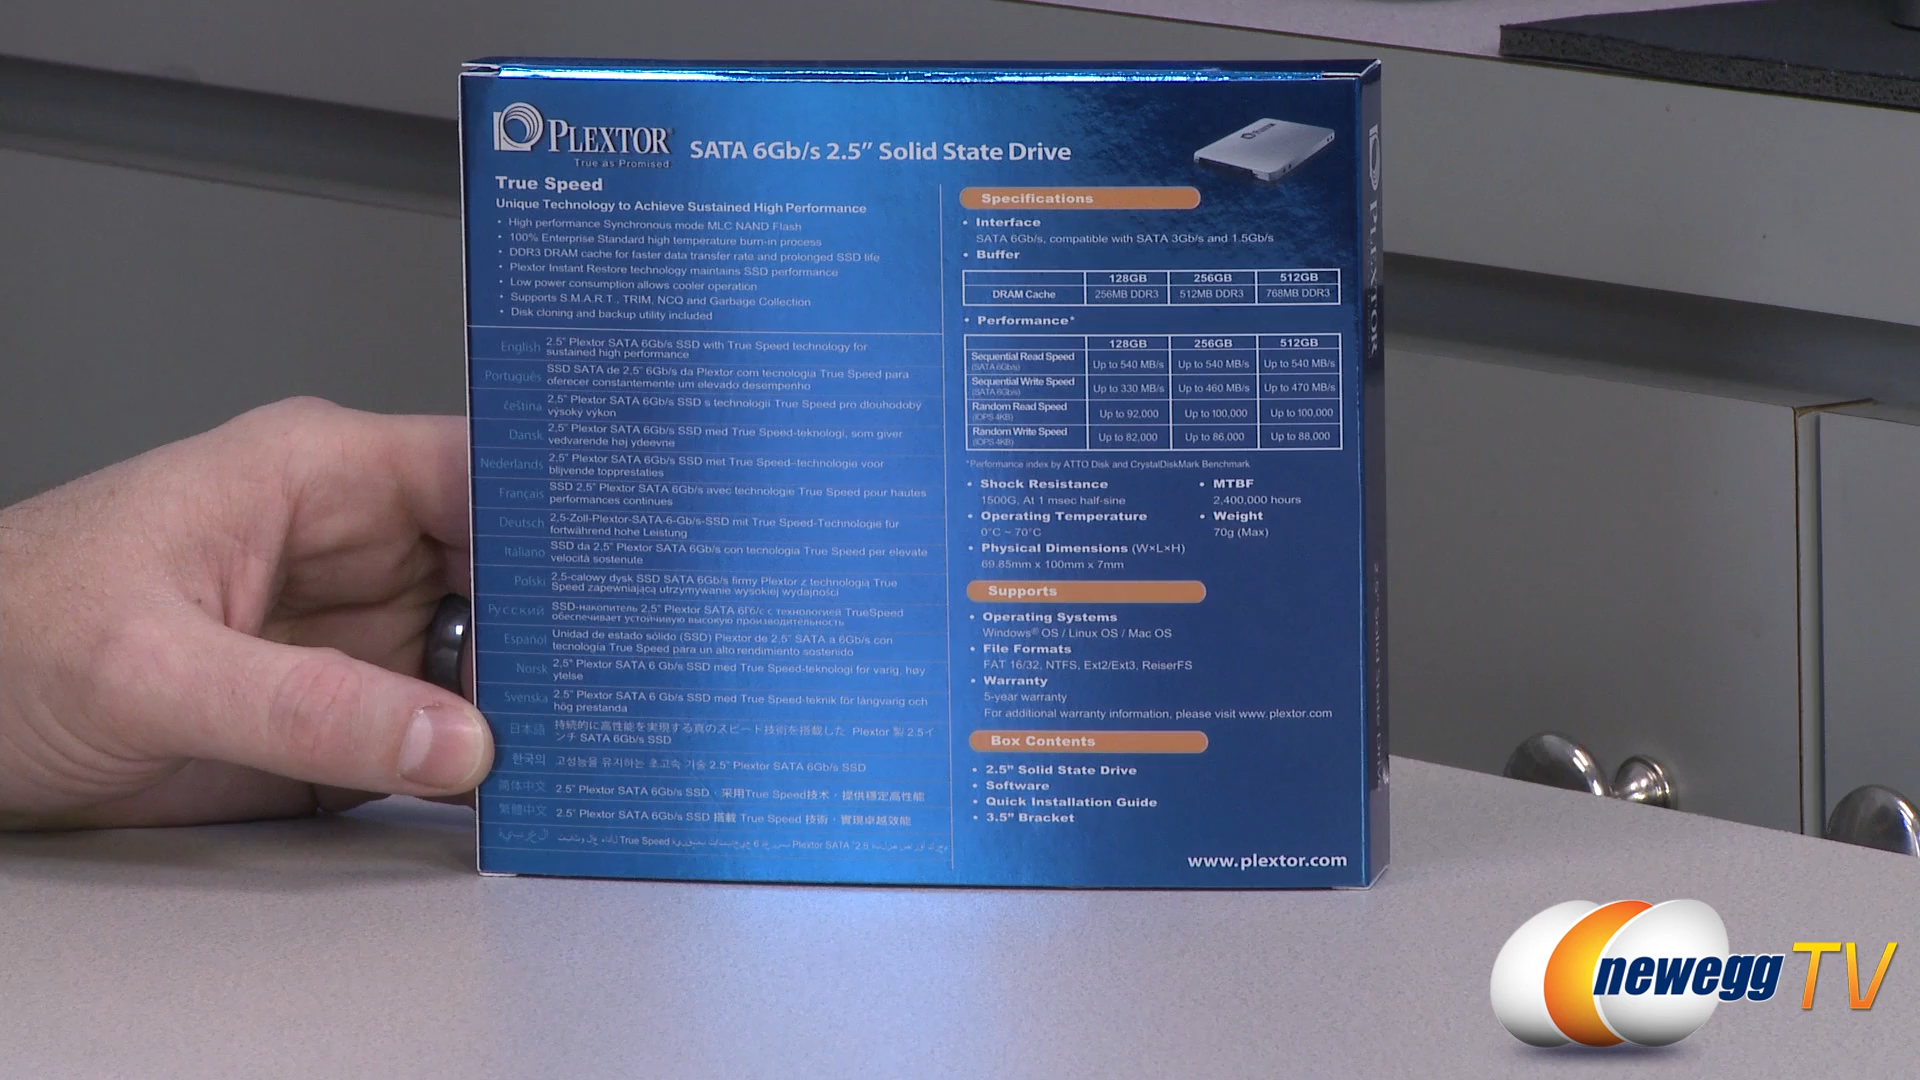 PLEXTOR
True as Promised
SATA 6Gb/s 2.5” Solid State Drive
True Speed
Unique Technology to Achieve Sustained High Performance
• High performance Synchronous mode MLC NAND Flash
• 100% Enterprise Standard high temperature burn-in process
• DDR3 DRAM cache for faster data transfer rate and prolonged SSD life
• Plextor Instant Restore technology maintains SSD performance
• Low power consumption allows cooler operation
• Supports S.M.A.R.T., TRIM, NCQ and Garbage Collection
• Disk cloning and backup utility included
English 2.5" Plextor SATA 6Gb/s SSD with True Speed technology for
sustained high performance
Português SSD SATA de 2,5" 6Gb/s da Plextor com tecnologia True Speed para
oferecer constantemente um elevado desempenho
čeština 2,5" Plextor SATA 6Gb/s SSD s technologií True Speed pro dlouhodobý
vysoký výkon
Dansk 2,5" Plextor SATA 6Gb/s SSD med True Speed-teknologi, som giver
vedvarende høj ydeevne
Nederlands 2,5" Plextor SATA 6Gb/s SSD met True Speed-technologie voor
blijvende topprestaties
Français SSD 2,5" Plextor SATA 6Gb/s avec technologie True Speed pour hautes
performances continues
Deutsch 2,5-Zoll-Plextor-SATA-6-Gb/s-SSD mit True Speed-Technologie für
fortwährend hohe Leistung
Italiano SSD da 2,5" Plextor SATA 6Gb/s con tecnologia True Speed per elevate
velocità sostenute
Polski 2,5-calowy dysk SSD SATA 6Gb/s firmy Plextor z technologią True
Speed zapewniającą utrzymywanie wysokiej wydajności
Русский SSD-накопитель 2,5" Plextor SATA 6Гб/с с технологией TrueSpeed
обеспечивает устойчивую высокую производительность
Español Unidad de estado sólido (SSD) Plextor de 2,5" SATA a 6Gb/s con
tecnología True Speed para un alto rendimiento sostenido
Norsk 2,5" Plextor SATA 6 Gb/s SSD med True Speed-teknologi for varig, høy
ytelse
Svenska 2.5" Plextor SATA 6 Gb/s SSD med True Speed-teknik för långvarig och
hög prestanda
日本語 持続的に高性能を実現する真のスピード技術を搭載した Plextor 製/ 2.5イ
ンチ SATA 6Gb/s SSD
한국의 고성능을 유지하는 초고속 기술 2.5" Plextor SATA 6Gb/s SSD
简体中文 2.5" Plextor SATA 6Gb/s SSD，采用True Speed技术，提供穩定高性能
繁體中文 2.5" Plextor SATA 6Gb/s SSD 搭載 True Speed 技術，實現卓越效能
True Speed 6 Plextor SATA 2.5
Specifications
• Interface
SATA 6Gb/s, compatible with SATA 3Gb/s and 1.5Gb/s
• Buffer
128GB 256GB 512GB
DRAM Cache 256MB DDR3 512MB DDR3 768MB DDR3
• Performance*
128GB 256GB 512GB
Sequential Read Speed (SATA 6Gb/s) Up to 540 MB/s Up to 540 MB/s Up to 540 MB/s
Sequential Write Speed (SATA 6Gb/s) Up to 330 MB/s Up to 460 MB/s Up to 470 MB/s
Random Read Speed (IOPS 4KB) Up to 92,000 Up to 100,000 Up to 100,000
Random Write Speed (IOPS 4KB) Up to 82,000 Up to 86,000 Up to 88,000
*Performance index by ATTO Disk and CrystalDiskMark Benchmark
• Shock Resistance
1500G, At 1 msec half-sine
• Operating Temperature
0°C ~ 70°C
• Physical Dimensions (W×L×H)
69.85mm x 100mm x 7mm
• MTBF
2,400,000 hours
• Weight
70g (Max)
Supports
• Operating Systems
Windows® OS / Linux OS / Mac OS
• File Formats
FAT 16/32, NTFS, Ext2/Ext3, ReiserFS
• Warranty
5-year warranty
For additional warranty information, please visit www.plextor.com
Box Contents
• 2.5” Solid State Drive
• Software
• Quick Installation Guide
• 3.5” Bracket
www.plextor.com
PLEXTOR
2.5" Solid State Drive
newegg TV